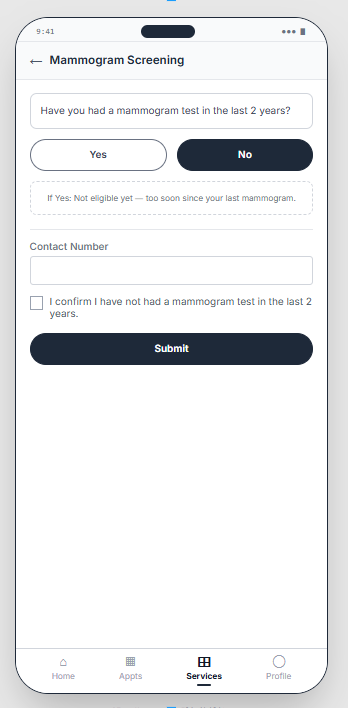 9:41
← Mammogram Screening
Have you had a mammogram test in the last 2 years?
Yes
No
If Yes: Not eligible yet — too soon since your last mammogram.
Contact Number
I confirm I have not had a mammogram test in the last 2
years.
Submit
Home
Appts
Services
Profile